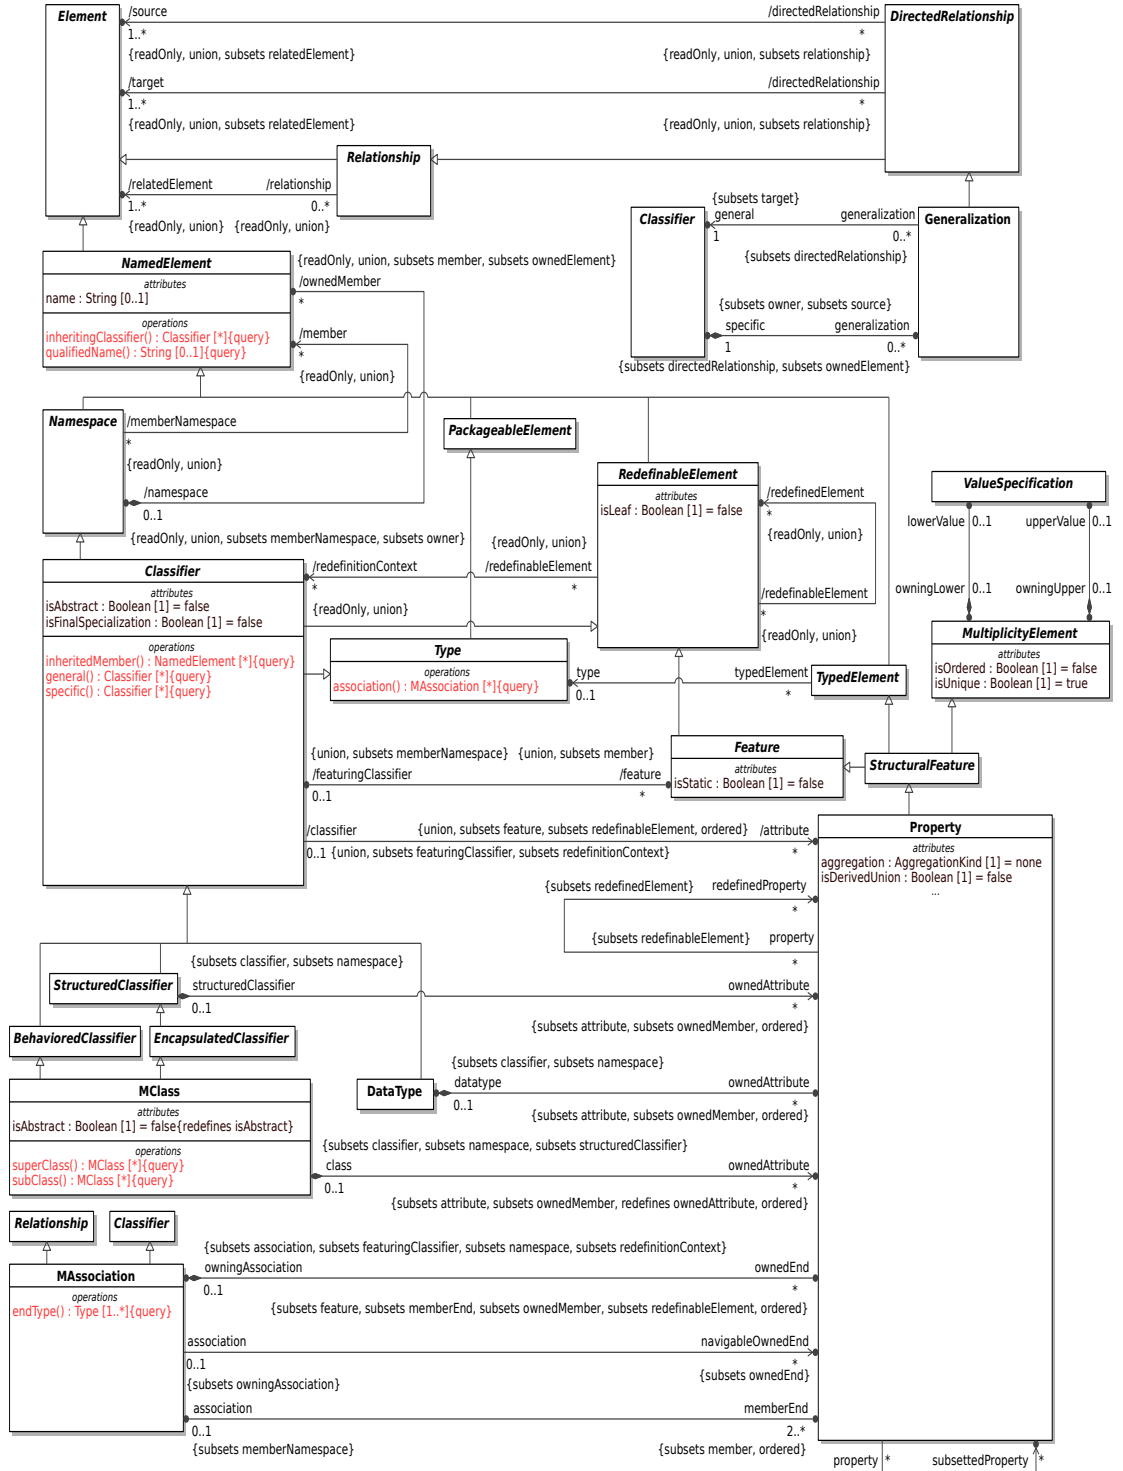 Element
/source
/directedRelationship
DirectedRelationship
1..*
*
{readOnly, union, subsets relatedElement}
{readOnly, union, subsets relationship}
/target
/directedRelationship
1..*
*
{readOnly, union, subsets relatedElement}
{readOnly, union, subsets relationship}
Relationship
/relatedElement
/relationship
1..*
0..*
{readOnly, union}
{readOnly, union}
{subsets target}
Classifier
general
generalization
Generalization
1
0..*
{subsets directedRelationship}
{subsets owner, subsets source}
specific
generalization
1
0..*
{subsets directedRelationship, subsets ownedElement}
NamedElement
attributes
name : String [0..1]
operations
inheritingClassifier() : Classifier [*]{query}
qualifiedName() : String [0..1]{query}
{readOnly, union, subsets member, subsets ownedElement}
/ownedMember
*
/member
*
{readOnly, union}
Namespace
/memberNamespace
*
{readOnly, union}
/namespace
0..1
{readOnly, union, subsets memberNamespace, subsets owner}
PackageableElement
RedefinableElement
attributes
isLeaf : Boolean [1] = false
/redefinedElement
*
{readOnly, union}
/redefinableElement
*
{readOnly, union}
ValueSpecification
lowerValue
0..1
upperValue
0..1
owningLower
0..1
owningUpper
0..1
MultiplicityElement
attributes
isOrdered : Boolean [1] = false
isUnique : Boolean [1] = true
{readOnly, union}
/redefinitionContext
/redefinableElement
*
*
{readOnly, union}
Classifier
attributes
isAbstract : Boolean [1] = false
isFinalSpecialization : Boolean [1] = false
operations
inheritedMember() : NamedElement [*]{query}
general() : Classifier [*]{query}
specific() : Classifier [*]{query}
Type
operations
association() : MAssociation [*]{query}
type
typedElement
0..1
*
TypedElement
{union, subsets memberNamespace}
{union, subsets member}
/featuringClassifier
/feature
0..1
*
Feature
attributes
isStatic : Boolean [1] = false
StructuralFeature
/classifier
{union, subsets feature, subsets redefinableElement, ordered}
/attribute
0..1
{union, subsets featuringClassifier, subsets redefinitionContext}
*
Property
attributes
aggregation : AggregationKind [1] = none
isDerivedUnion : Boolean [1] = false
...
{subsets redefinedElement}
redefinedProperty
*
{subsets redefinableElement}
property
*
{subsets classifier, subsets namespace}
StructuredClassifier
structuredClassifier
ownedAttribute
0..1
*
{subsets attribute, subsets ownedMember, ordered}
BehavioredClassifier
EncapsulatedClassifier
{subsets classifier, subsets namespace}
DataType
datatype
ownedAttribute
0..1
*
{subsets attribute, subsets ownedMember, ordered}
MClass
attributes
isAbstract : Boolean [1] = false{redefines isAbstract}
operations
superClass() : MClass [*]{query}
subClass() : MClass [*]{query}
{subsets classifier, subsets namespace, subsets structuredClassifier}
class
ownedAttribute
0..1
*
{subsets attribute, subsets ownedMember, redefines ownedAttribute, ordered}
Relationship
Classifier
{subsets association, subsets featuringClassifier, subsets namespace, subsets redefinitionContext}
MAssociation
operations
endType() : Type [1..*]{query}
owningAssociation
ownedEnd
0..1
*
{subsets feature, subsets memberEnd, subsets ownedMember, subsets redefinableElement, ordered}
association
navigableOwnedEnd
0..1
*
{subsets owningAssociation}
{subsets ownedEnd}
association
memberEnd
0..1
2..*
{subsets memberNamespace}
{subsets member, ordered}
property
*
subsettedProperty
*